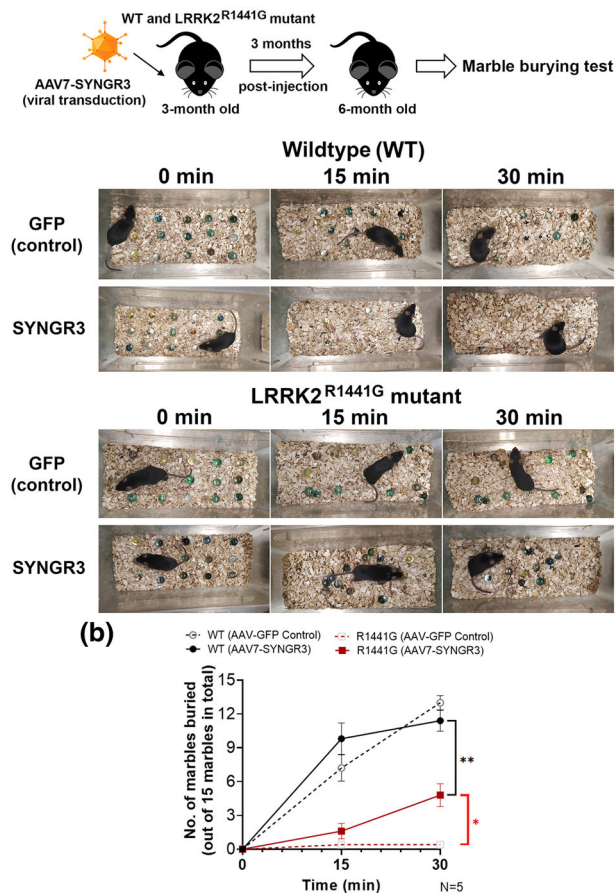 WT and LRRK2^R1441G mutant
3 months
AAV7-SYNGR3
(viral transduction)
post-injection
Marble burying test
3-month old
6-month old
Wildtype (WT)
0 min 15 min 30 min
GFP
(control)
SYNGR3
LRRK2^R1441G mutant
0 min 15 min 30 min
GFP
(control)
SYNGR3
(b)
WT (AAV-GFP Control) R1441G (AAV-GFP Control)
WT (AAV7-SYNGR3) R1441G (AAV7-SYNGR3)
No. of marbles buried
(out of 15 marbles in total)
15
12
9
6
3
0
**
*
0 15 30
Time (min)
N=5